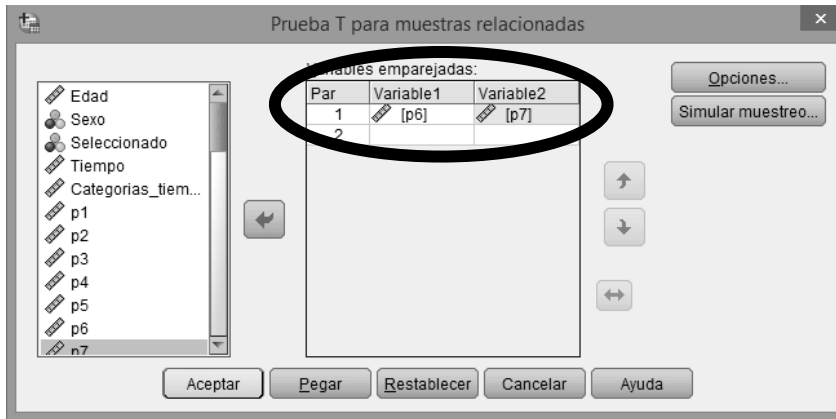 Prueba T para muestras relacionadas
Edad
Sexo
Seleccionado
Tiempo
Categorias_tiem...
p1
p2
p3
p4
p5
p6
p7
Variables emparejadas:
Par Variable1 Variable2
1 [p6] [p7]
2
Opciones...
Simular muestreo...
Aceptar Pegar Restablecer Cancelar Ayuda